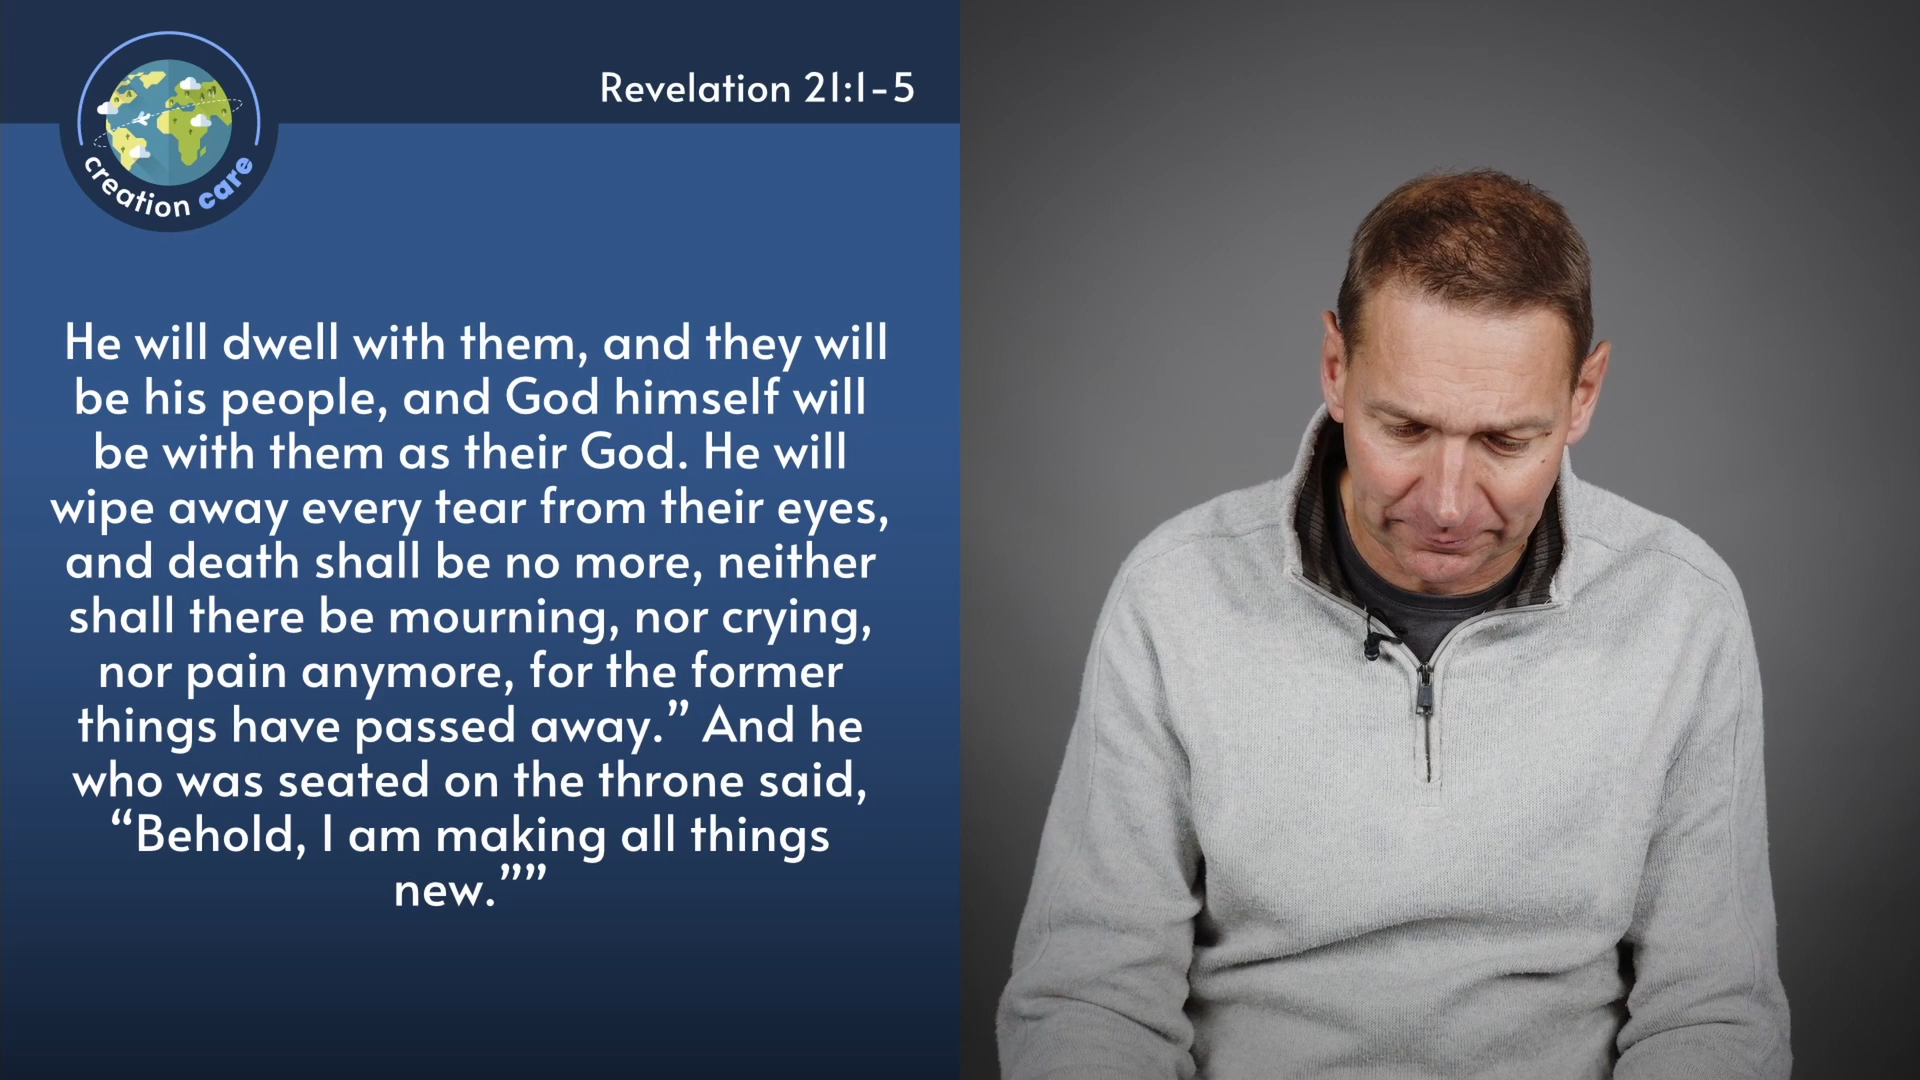 creation care
Revelation 21:1-5
He will dwell with them, and they will
be his people, and God himself will
be with them as their God. He will
wipe away every tear from their eyes,
and death shall be no more, neither
shall there be mourning, nor crying,
nor pain anymore, for the former
things have passed away.” And he
who was seated on the throne said,
“Behold, I am making all things
new.””